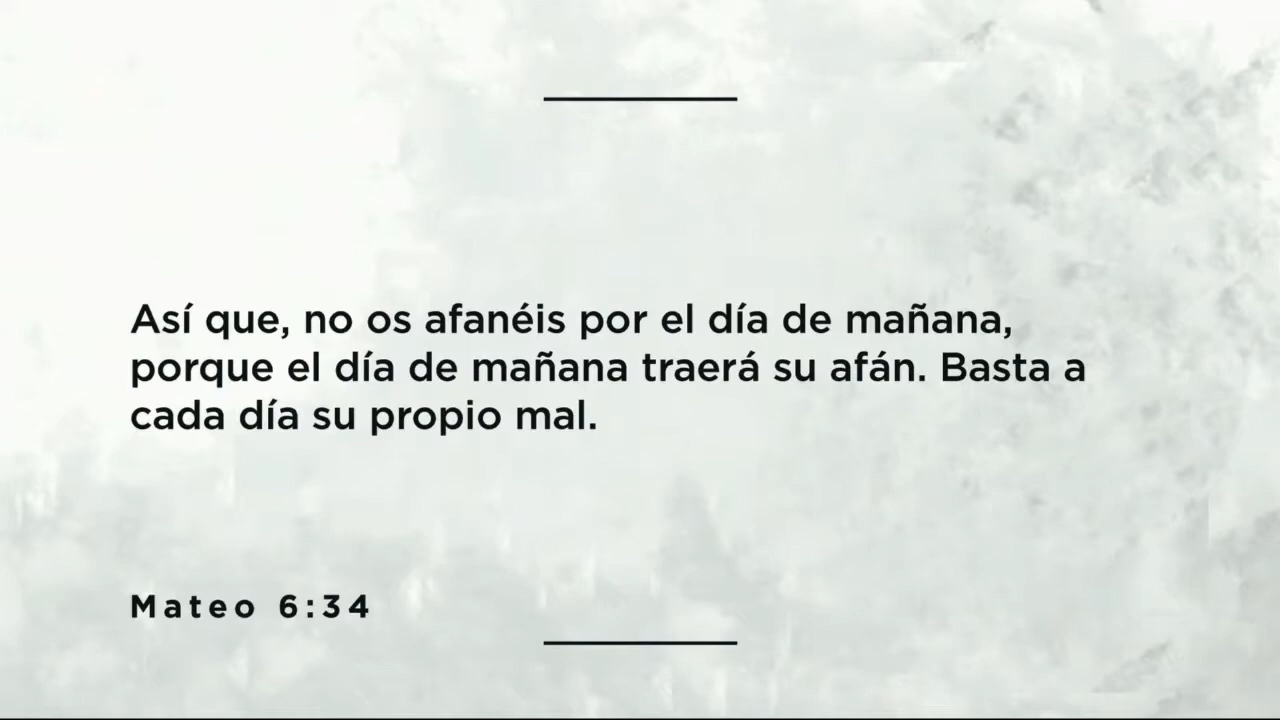 Así que, no os afanéis por el día de mañana,
porque el día de mañana traerá su afán. Basta a
cada día su propio mal.
Mateo 6:34